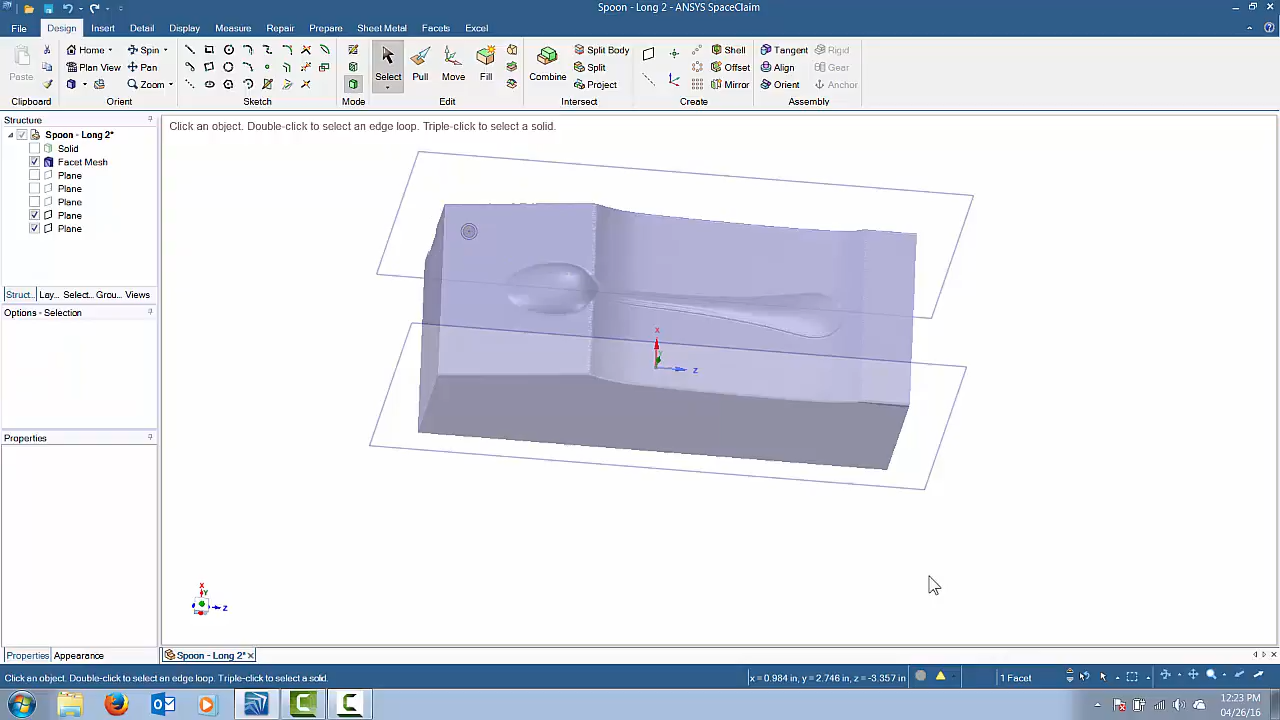 Spoon - Long 2 - ANSYS SpaceClaim
File Design Insert Detail Display Measure Repair Prepare Sheet Metal Facets Excel
Paste Home Spin Select Pull Move Fill Combine Split Body Shell Tangent Rigid
Plan View Pan Split Offset Align Gear
Zoom Project Mirror Orient Anchor
Clipboard Orient Sketch Mode Edit Intersect Create Assembly
Structure
Click an object. Double-click to select an edge loop. Triple-click to select a solid.
Spoon - Long 2*
Solid
Facet Mesh
Plane
Plane
Plane
Plane
Plane
Struct... Lay... Select... Grou... Views
Options - Selection
X
Y
Z
Properties
X
Y
Z
Properties Appearance
Spoon - Long 2*
Click an object. Double-click to select an edge loop. Triple-click to select a solid.
x = 0.984 in, y = 2.746 in, z = -3.357 in
1 Facet
12:23 PM
04/26/16